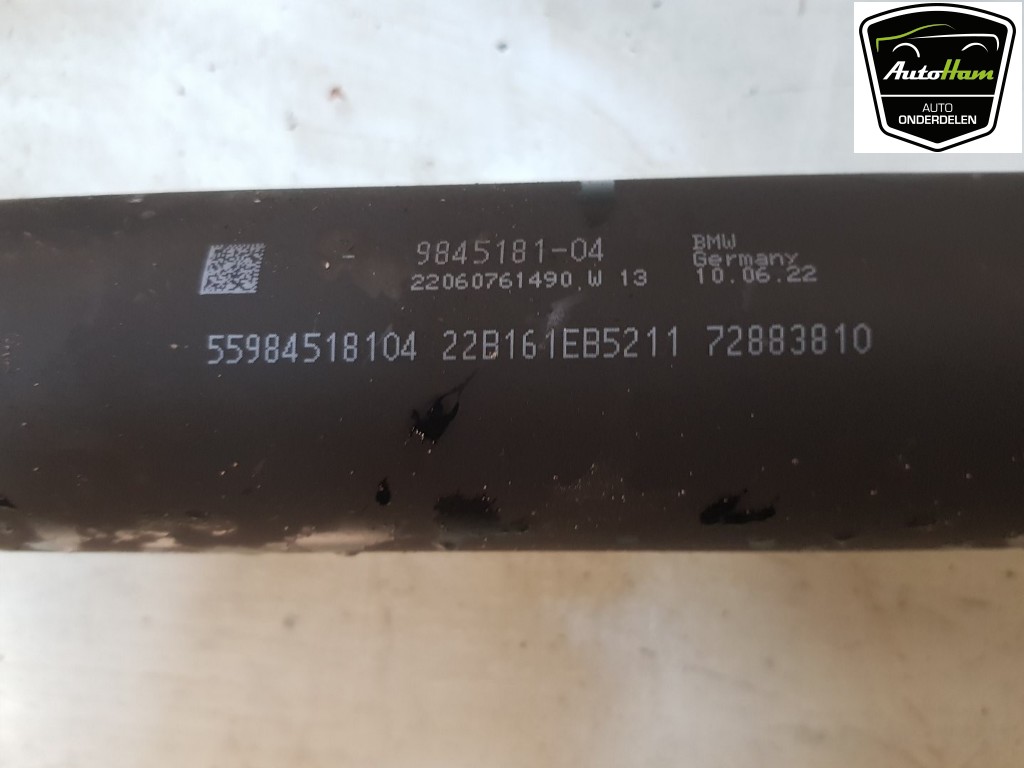 AutoHam
AUTO
ONDERDELEN
9845181-04
22060761490.W 13
BMW
Germany
10.06.22
55984518104 22B161EB5211 72883810